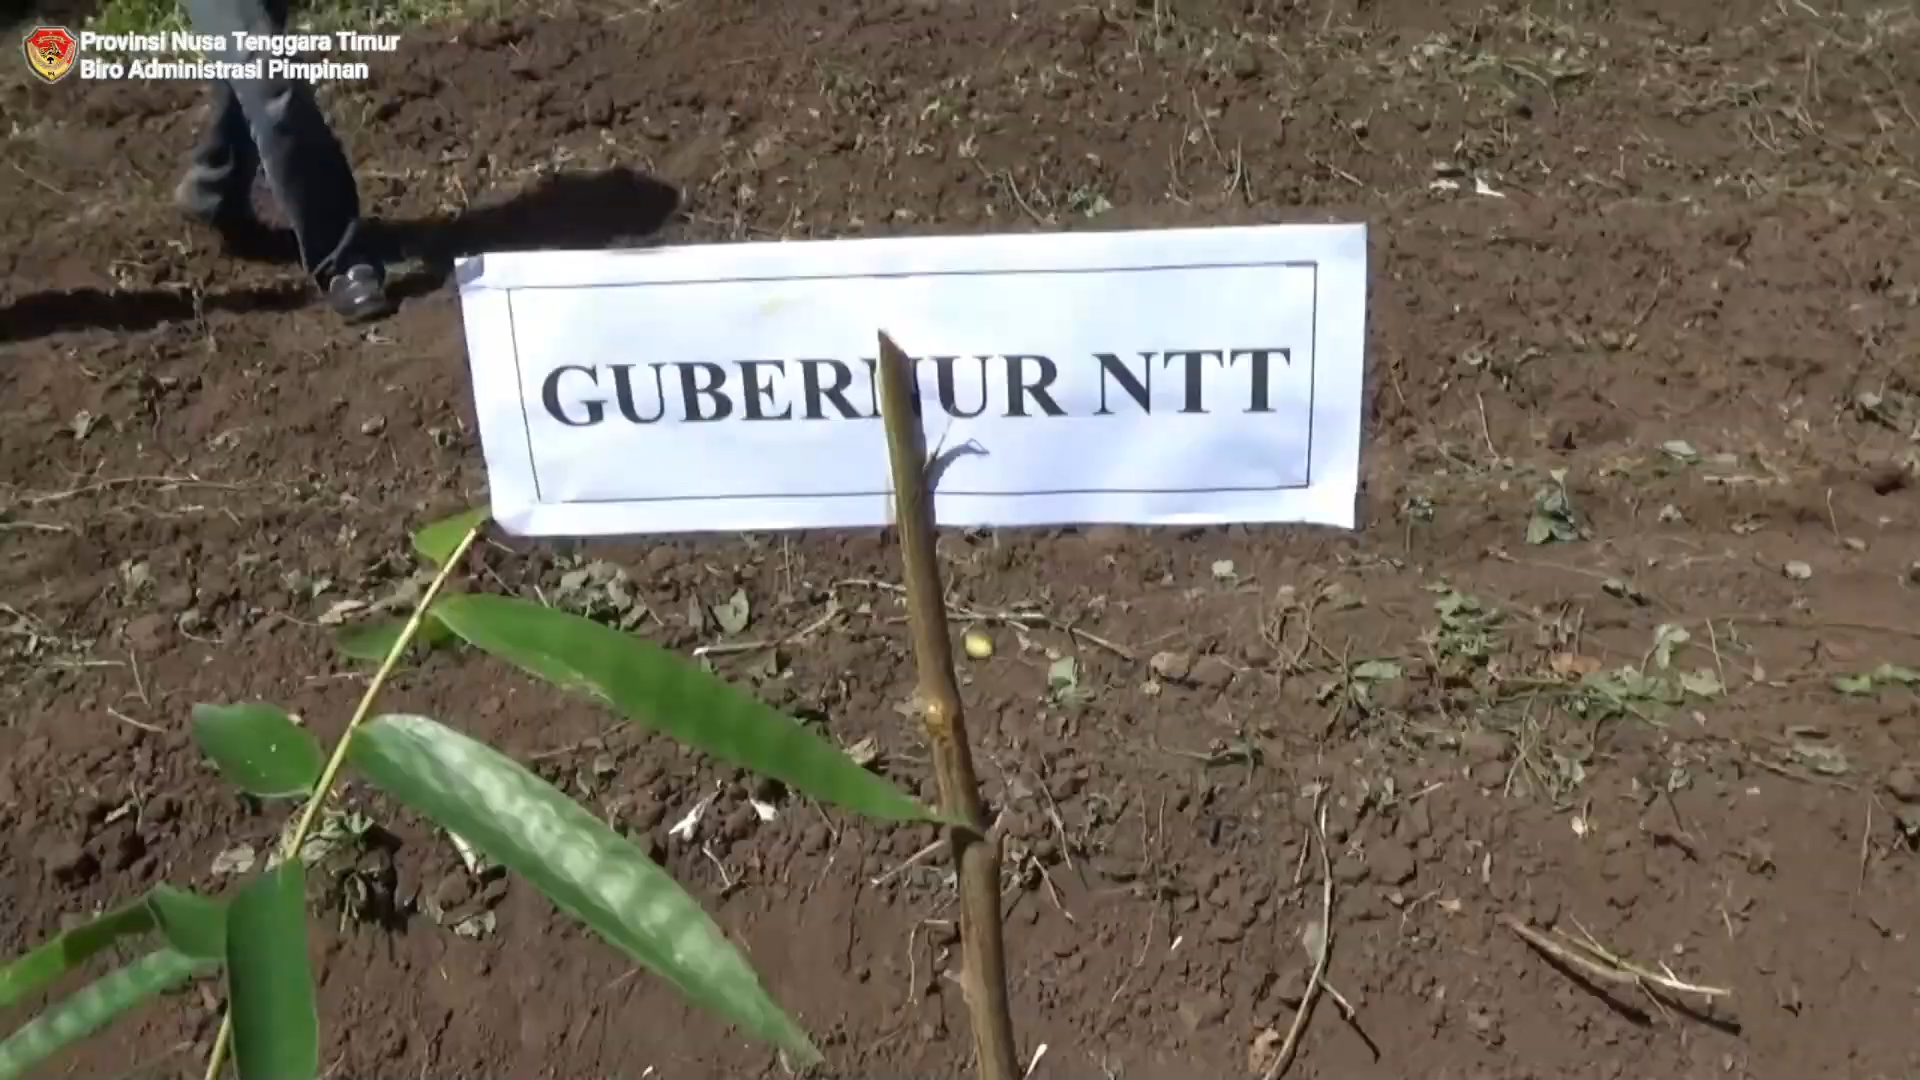 Provinsi Nusa Tenggara Timur
Biro Administrasi Pimpinan
GUBERNUR NTT